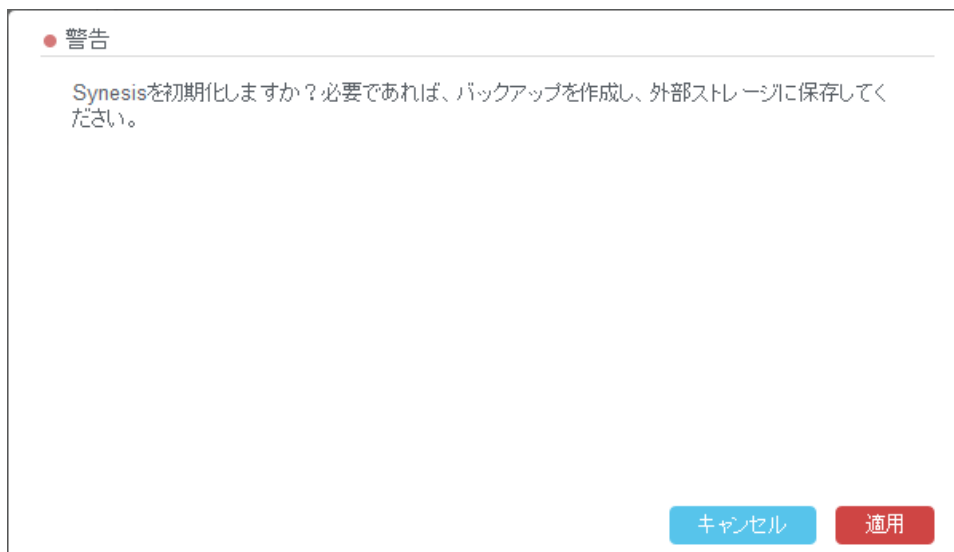 警告
Synesisを初期化しますか？必要であれば、バックアップを作成し、外部ストレージに保存してく
ださい。
キャンセル
適用